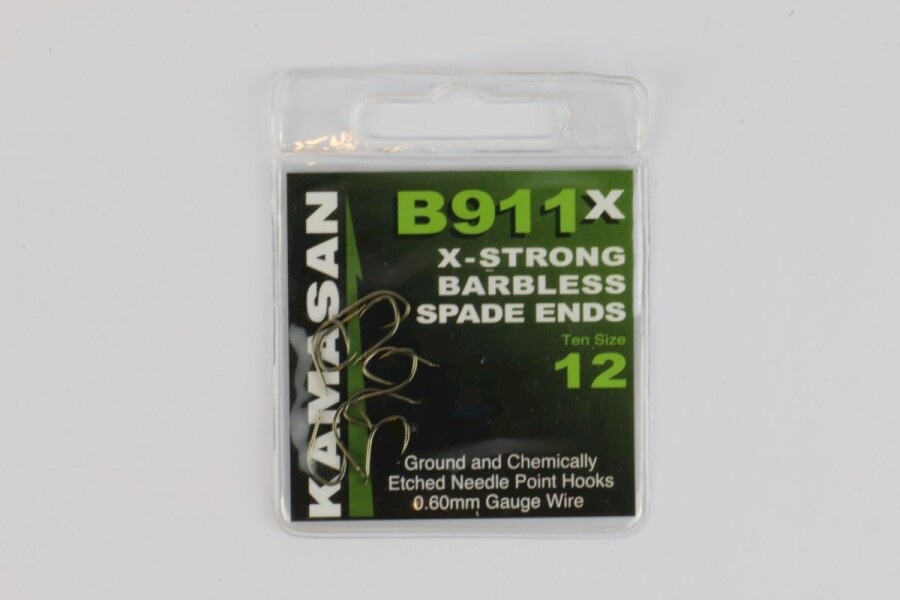 KAMASAN
B911X
X-STRONG
BARBLESS
SPADE ENDS
Ten Size
12
Ground and Chemically
Etched Needle Point Hooks
0.60mm Gauge Wire